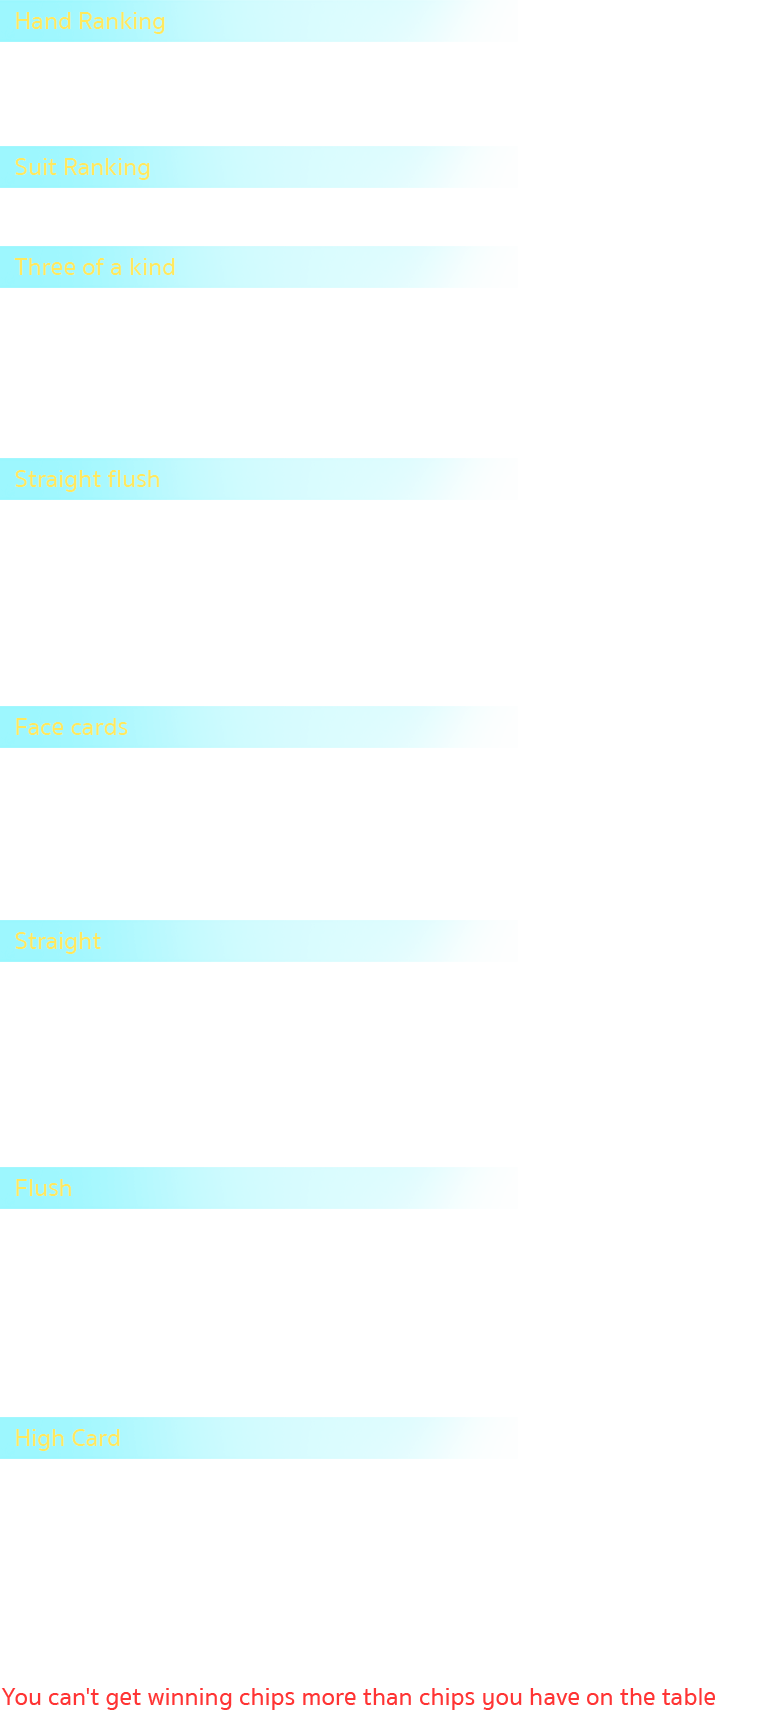 Hand Ranking
Suit Ranking
Three of a kind
Straight flush
Face cards
Straight
Flush
High Card
You can't get winning chips more than chips you have on the table